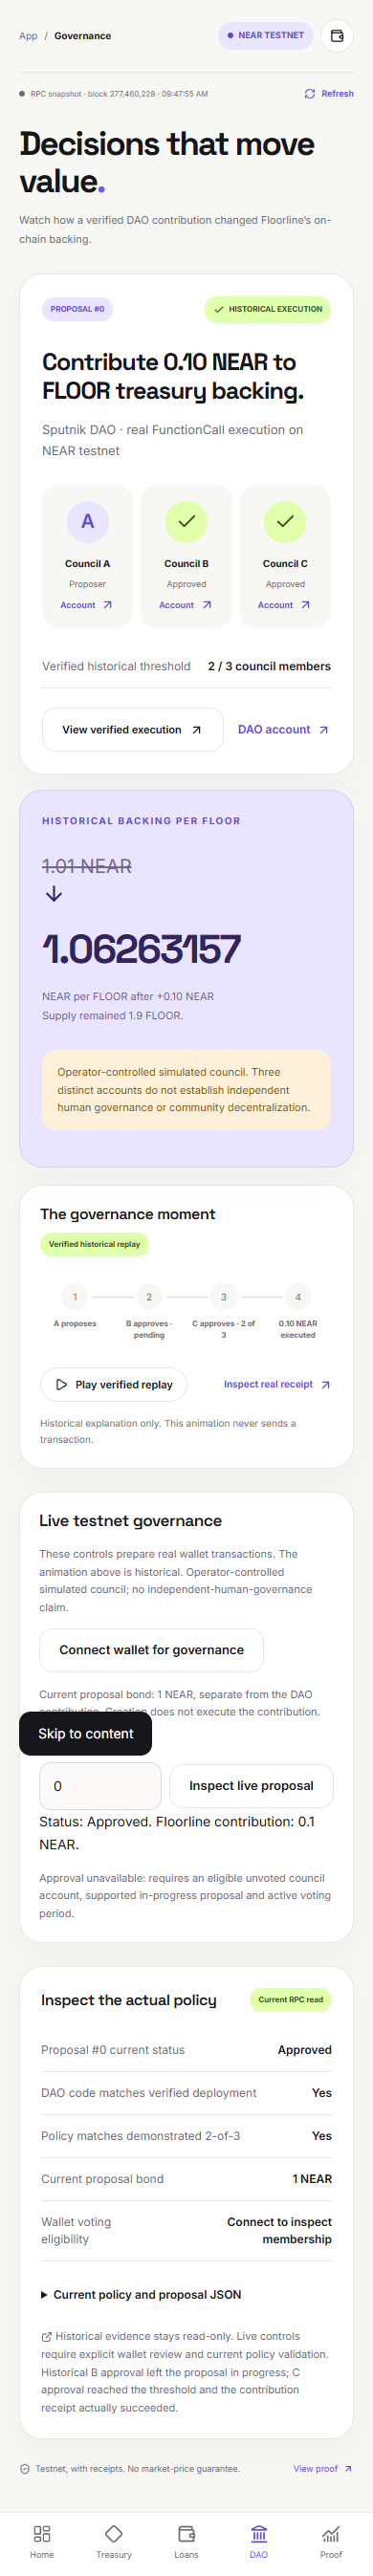 App / Governance
NEAR TESTNET
RPC snapshot · block 277,460,228 · 09:47:55 AM
Refresh
Decisions that move
value.
Watch how a verified DAO contribution changed Floorline's on-
chain backing.
PROPOSAL #0
HISTORICAL EXECUTION
Contribute 0.10 NEAR to
FLOOR treasury backing.
Sputnik DAO · real FunctionCall execution on
NEAR testnet
A
Council A
Council B
Council C
Proposer
Approved
Approved
Account
Account
Account
Verified historical threshold
2 / 3 council members
View verified execution
DAO account
HISTORICAL BACKING PER FLOOR
1.01 NEAR
1.06263157
NEAR per FLOOR after +0.10 NEAR
Supply remained 1.9 FLOOR.
Operator-controlled simulated council. Three
distinct accounts do not establish independent
human governance or community decentralization.
The governance moment
Verified historical replay
1
2
3
4
A proposes
B approves ·
pending
C approves · 2 of
3
0.10 NEAR
executed
Play verified replay
Inspect real receipt
Historical explanation only. This animation never sends a
transaction.
Live testnet governance
These controls prepare real wallet transactions. The
animation above is historical. Operator-controlled
simulated council; no independent-human-governance
claim.
Connect wallet for governance
Current proposal bond: 1 NEAR, separate from the DAO
does not execute the contribution.
Skip to content
0
Inspect live proposal
Status: Approved. Floorline contribution: 0.1
NEAR.
Approval unavailable: requires an eligible unvoted council
account, supported in-progress proposal and active voting
period.
Inspect the actual policy
Current RPC read
Proposal #0 current status
Approved
DAO code matches verified deployment
Yes
Policy matches demonstrated 2-of-3
Yes
Current proposal bond
1 NEAR
Wallet voting
eligibility
Connect to inspect
membership
Current policy and proposal JSON
Historical evidence stays read-only. Live controls
require explicit wallet review and current policy validation.
Historical B approval left the proposal in progress; C
approval reached the threshold and the contribution
receipt actually succeeded.
Testnet, with receipts. No market-price guarantee.
View proof
Home
Treasury
Loans
DAO
Proof